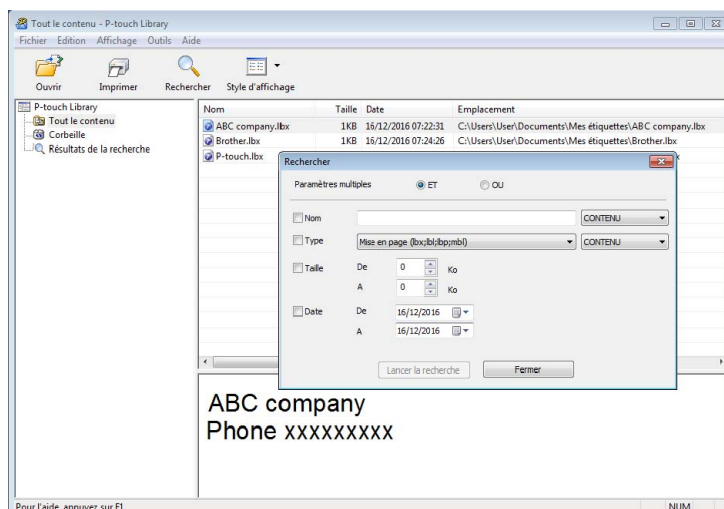 Tout le contenu - P-touch Library
Fichier Edition Affichage Outils Aide
Ouvrir Imprimer Rechercher Style d'affichage
P-touch Library
Tout le contenu
Corbeille
Résultats de la recherche
Nom Taille Date Emplacement
ABC company.lbx 1KB 16/12/2016 07:22:31 C:\Users\User\Documents\Mes étiquettes\ABC company.lbx
Brother.lbx 1KB 16/12/2016 07:24:26 C:\Users\User\Documents\Mes étiquettes\Brother.lbx
P-touch.lbx
Rechercher
Paramètres multiples ET OU
Nom CONTENU
Type Mise en page (lbx;lbl;lbp;mbl) CONTENU
Taille De 0 Ko
A 0 Ko
Date De 16/12/2016
A 16/12/2016
Lancer la recherche Fermer
ABC company
Phone xxxxxxxxx
Pour l'aide, appuyez sur F1 NUM